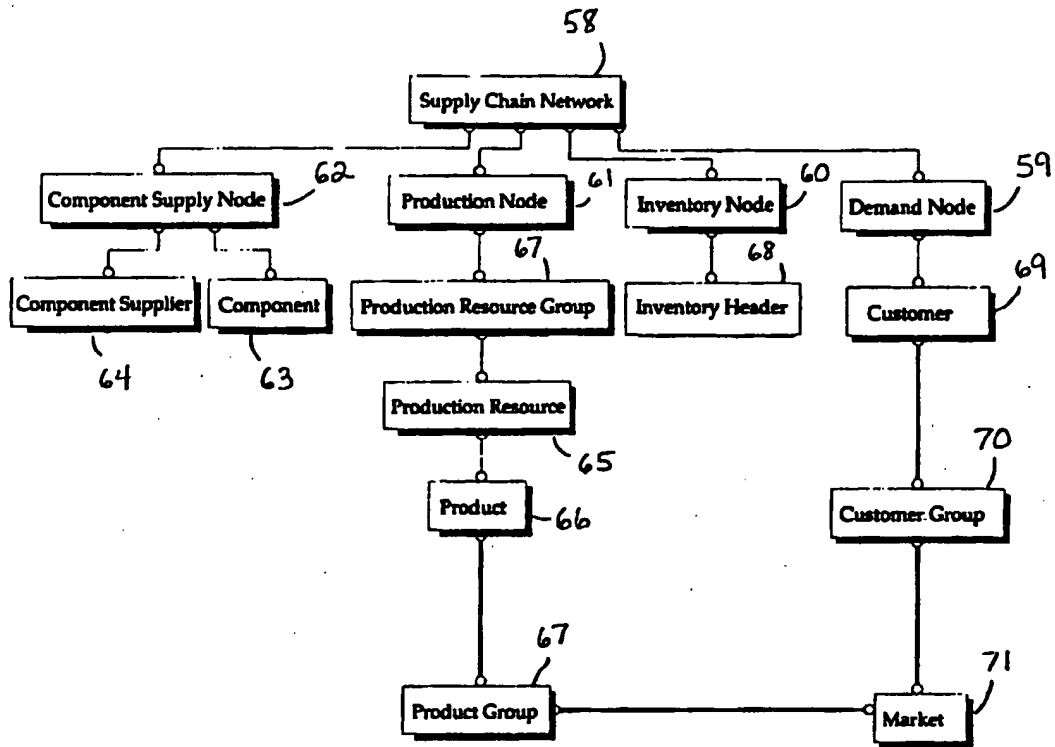 58
Supply Chain Network
Component Supply Node
62
Production Node
61
Inventory Node
60
Demand Node
59
Component Supplier
64
Component
63
Production Resource Group
67
Inventory Header
68
Customer
69
Production Resource
65
Product
66
Customer Group
70
Product Group
67
Market
71